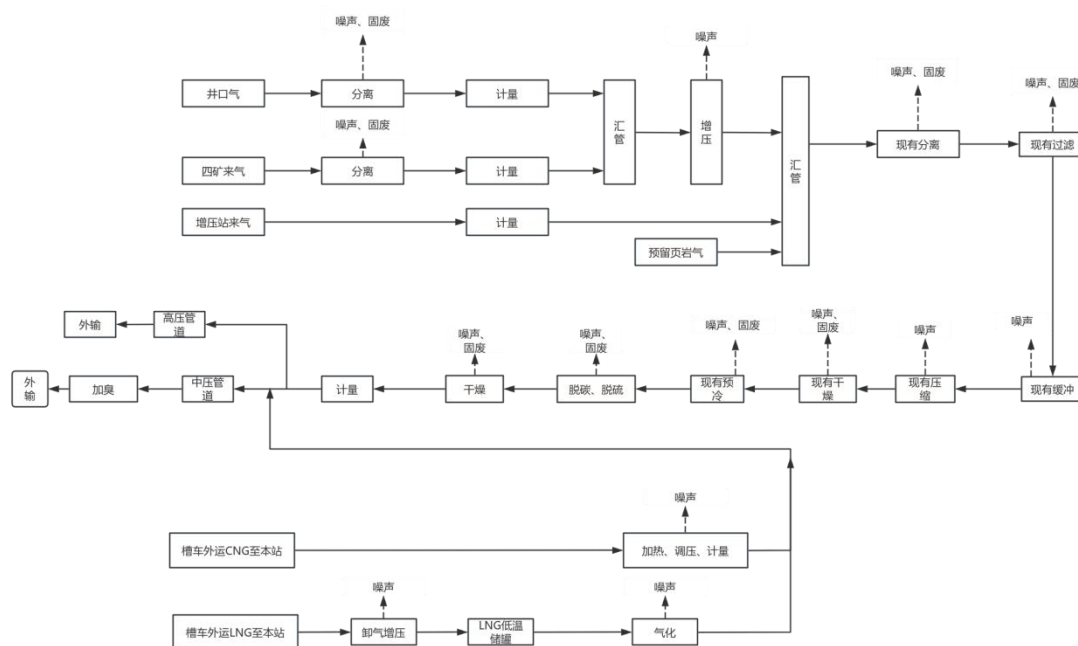 噪声、固废
噪声
井口气
分离
计量
汇管
增压
汇管
噪声、固废
现有分离
噪声、固废
现有过滤
噪声、固废
四矿来气
分离
计量
增压站来气
计量
预留页岩气
外输
高压管
道
噪声、
固废
噪声、
固废
噪声、固废
噪声、
固废
噪声
噪声
外
输
加臭
中压管
道
计量
干燥
脱碳、脱硫
现有预
冷
现有干
燥
现有压
缩
现有缓冲
噪声
槽车外运CNG至本站
加热、调压、计量
噪声
噪声
槽车外运LNG至本站
卸气增压
LNG低温
储罐
气化